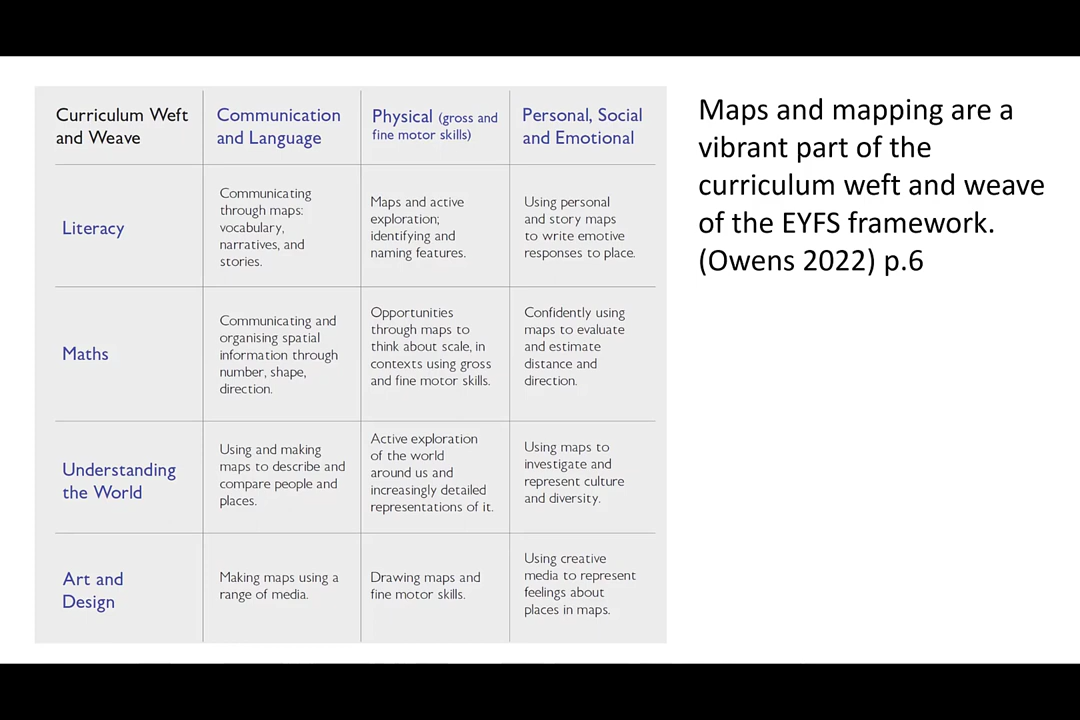 Curriculum Weft
and Weave
Communication
and Language
Physical (gross and
fine motor skills)
Personal, Social
and Emotional
Literacy
Communicating
through maps:
vocabulary,
narratives, and
stories.
Maps and active
exploration;
identifying and
naming features.
Using personal
and story maps
to write emotive
responses to place.
Maths
Communicating and
organising spatial
information through
number, shape,
direction.
Opportunities
through maps to
think about scale, in
contexts using gross
and fine motor skills.
Confidently using
maps to evaluate
and estimate
distance and
direction.
Understanding
the World
Using and making
maps to describe and
compare people and
places.
Active exploration
of the world
around us and
increasingly detailed
representations of it.
Using maps to
investigate and
represent culture
and diversity.
Art and
Design
Making maps using a
range of media.
Drawing maps and
fine motor skills.
Using creative
media to represent
feelings about
places in maps.
Maps and mapping are a
vibrant part of the
curriculum weft and weave
of the EYFS framework.
(Owens 2022) p.6